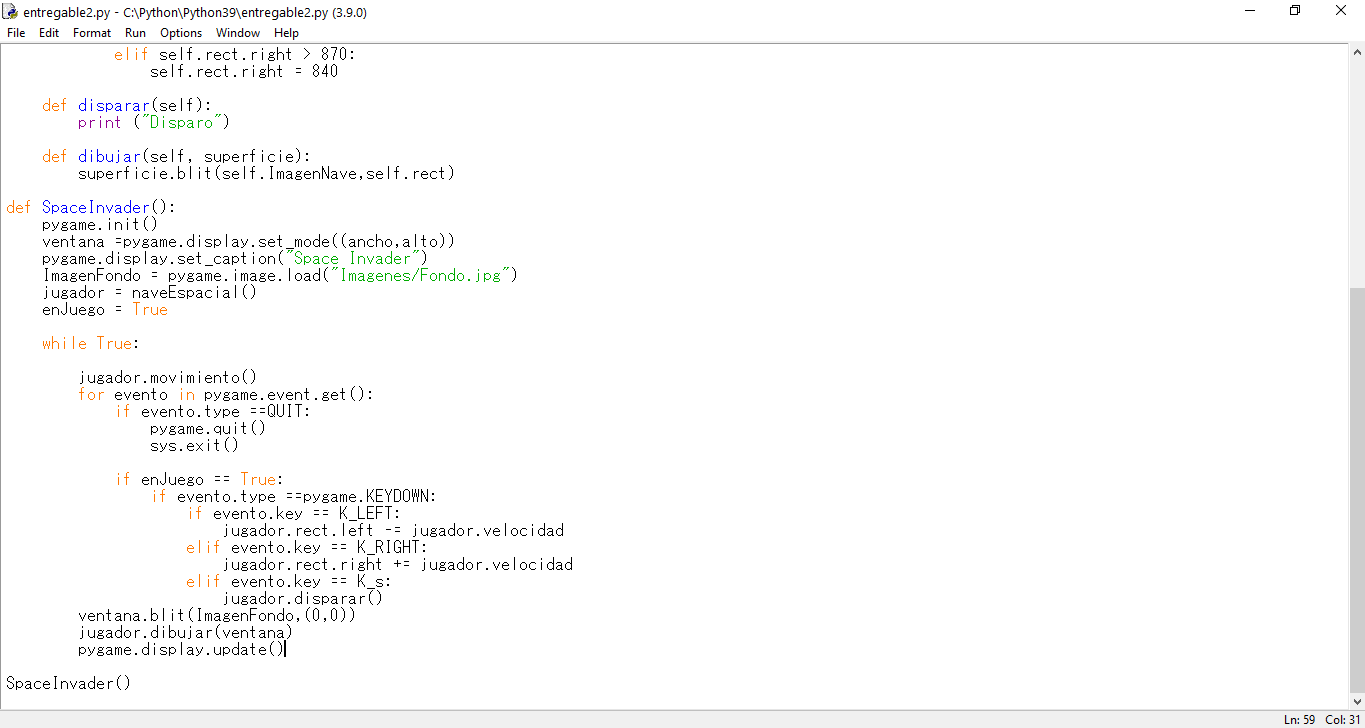 entregable2.py - C:\Python\Python39\entregable2.py (3.9.0)
File Edit Format Run Options Window Help
            elif self.rect.right > 870:
                self.rect.right = 840
    def disparar(self):
        print ("Disparo")
    def dibujar(self, superficie):
        superficie.blit(self.ImagenNave,self.rect)
def SpaceInvader():
    pygame.init()
    ventana =pygame.display.set_mode((ancho,alto))
    pygame.display.set_caption("Space Invader")
    ImagenFondo = pygame.image.load("Imagenes/Fondo.jpg")
    jugador = naveEspacial()
    enJuego = True
    while True:
        jugador.movimiento()
        for evento in pygame.event.get():
            if evento.type ==QUIT:
                pygame.quit()
                sys.exit()
            if enJuego == True:
                if evento.type ==pygame.KEYDOWN:
                    if evento.key == K_LEFT:
                        jugador.rect.left -= jugador.velocidad
                    elif evento.key == K_RIGHT:
                        jugador.rect.right += jugador.velocidad
                    elif evento.key == K_s:
                        jugador.disparar()
        ventana.blit(ImagenFondo,(0,0))
        jugador.dibujar(ventana)
        pygame.display.update()
SpaceInvader()
Ln: 59 Col: 31